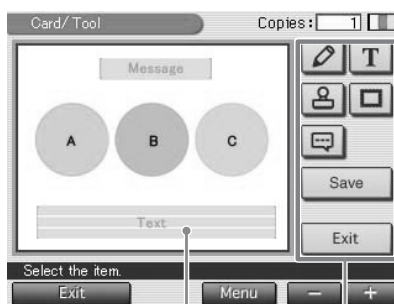 Card/Tool Copies: 1
Message
T
A B C
Save
Text
Exit
Select the item.
Exit Menu − +